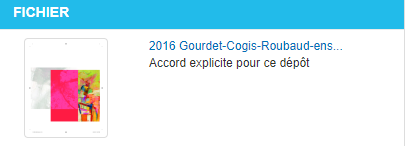 FICHIER
2016 Gourdet-Cogis-Roubaud-ens...
Accord explicite pour ce dépôt